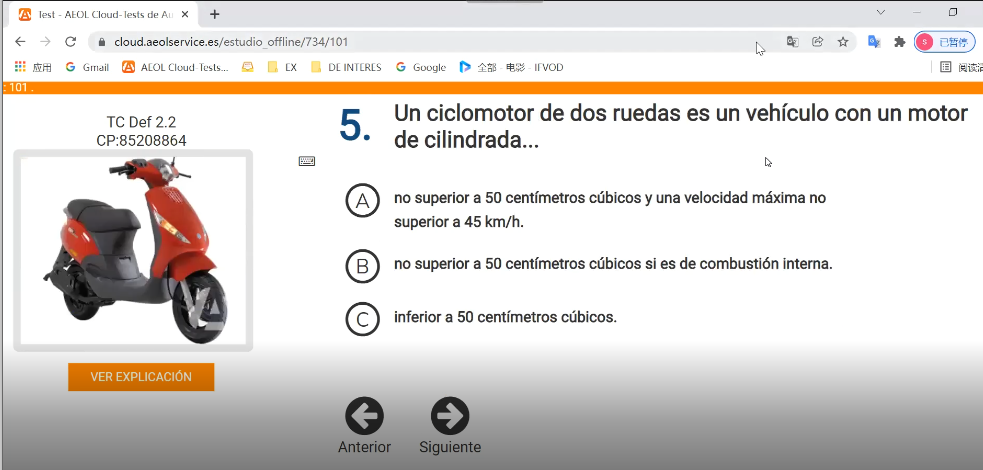 Test - AEOL Cloud-Tests de Au
cloud.aeolservice.es/estudio_offline/734/101
S
已暂停
应用
Gmail
AEOL Cloud-Tests...
EX
DE INTERES
Google
全部 - 电影 - IFVOD
阅读清
: 101 .
TC Def 2.2
CP:85208864
VER EXPLICACIÓN
5.
Un ciclomotor de dos ruedas es un vehículo con un motor
de cilindrada...
A
no superior a 50 centímetros cúbicos y una velocidad máxima no
superior a 45 km/h.
B
no superior a 50 centímetros cúbicos si es de combustión interna.
C
inferior a 50 centímetros cúbicos.
Anterior
Siguiente